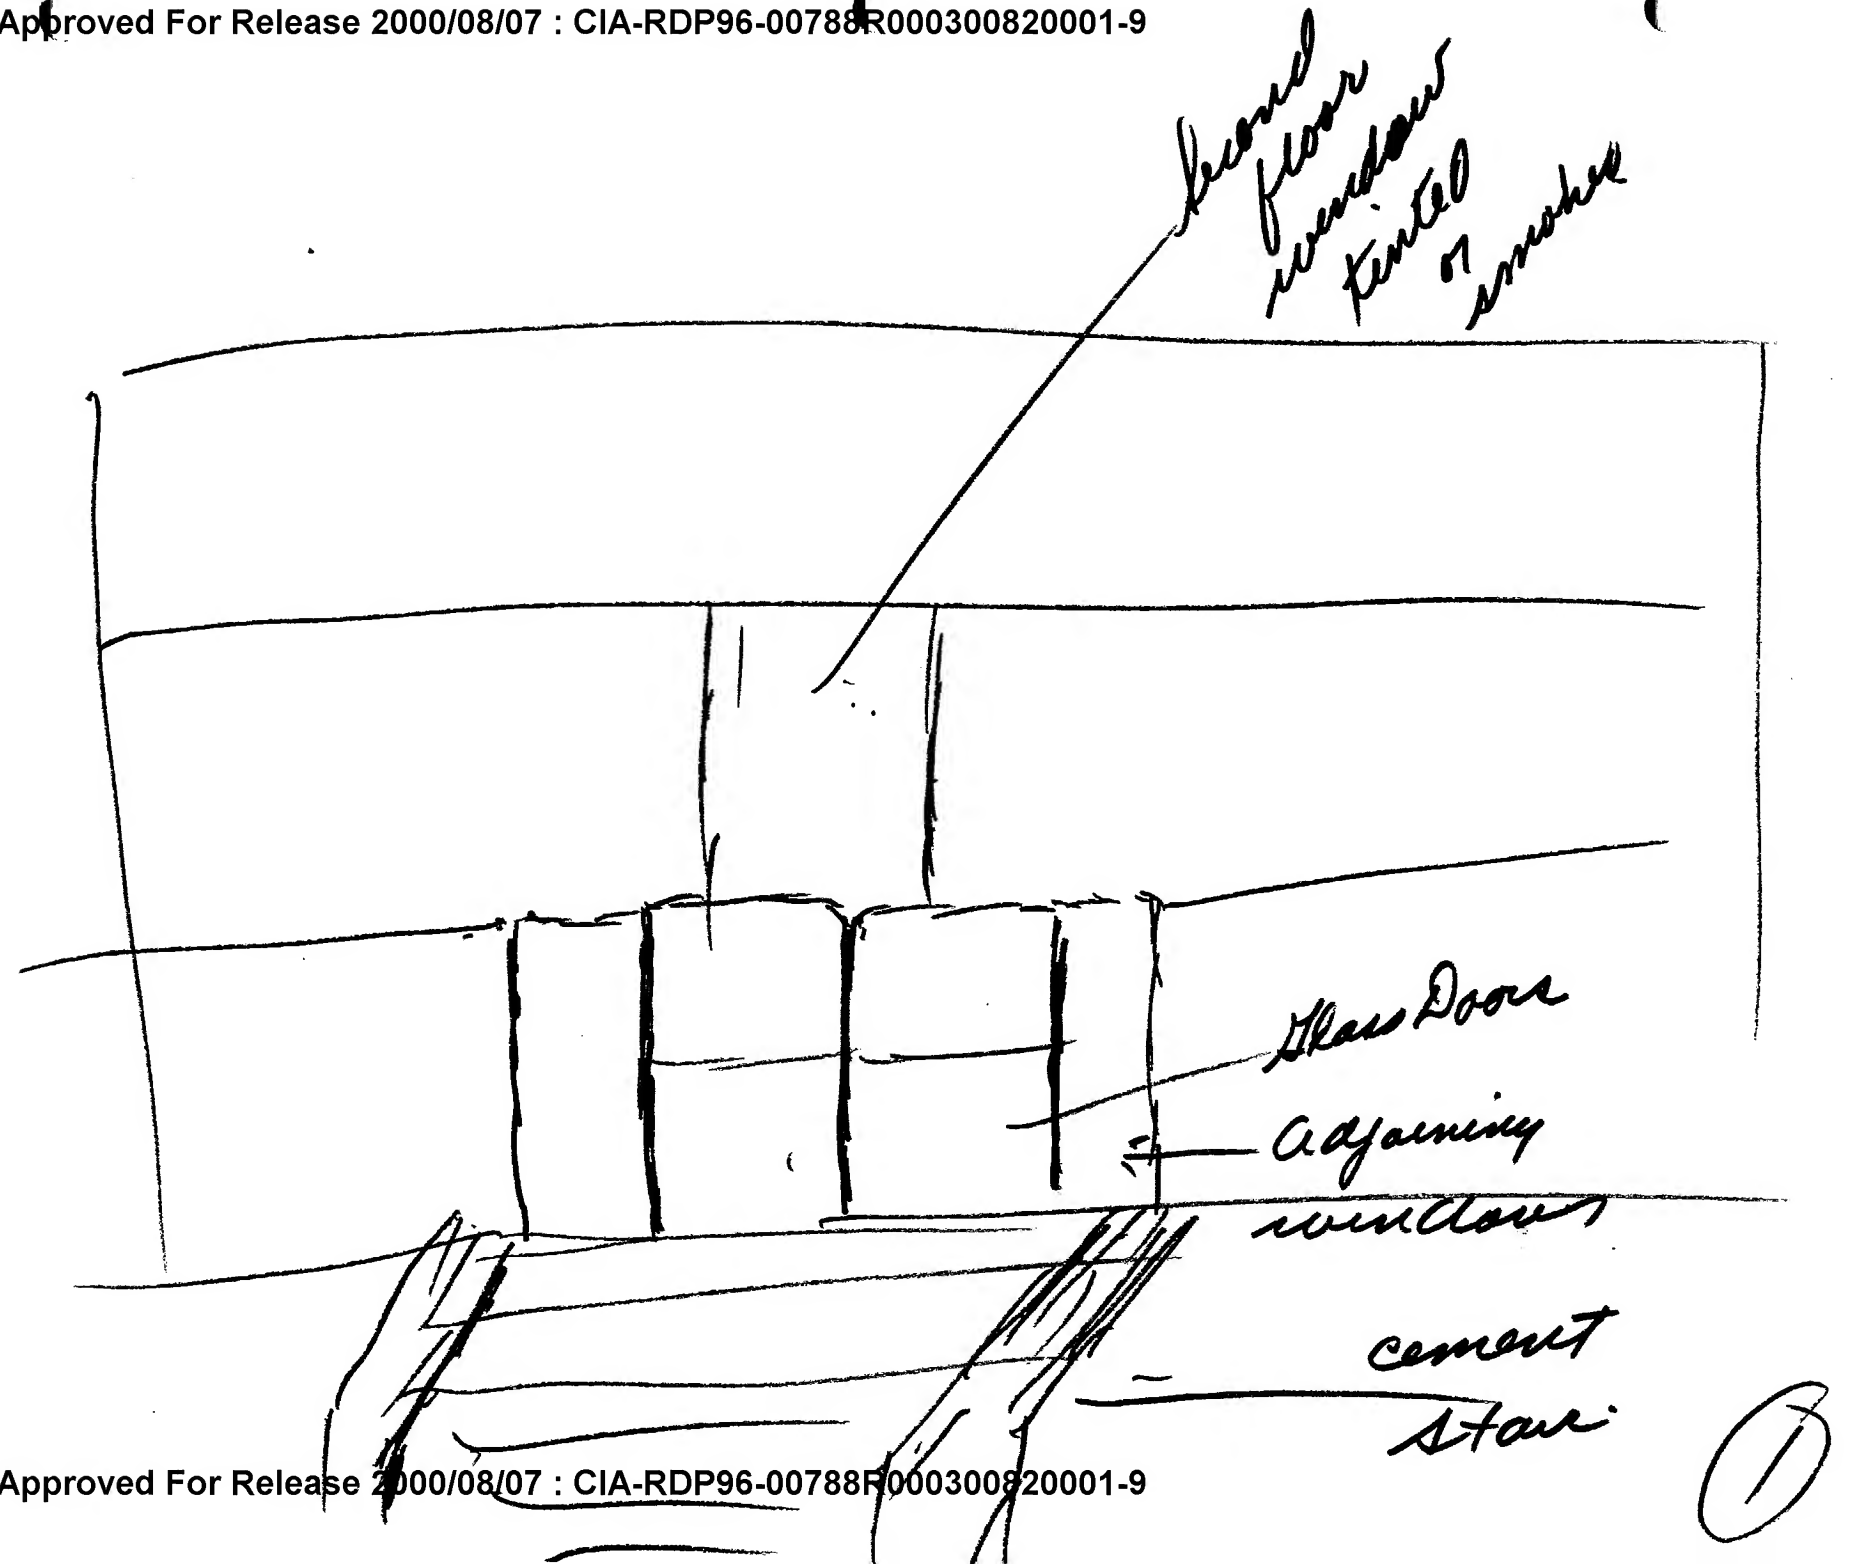 Approved For Release 2000/08/07 : CIA-RDP96-00788R000300820001-9
Second
floor
window
tinted
or
smoke
Glass Doors
Adjoining
windows
cement
stair
1
Approved For Release 2000/08/07 : CIA-RDP96-00788R000300820001-9